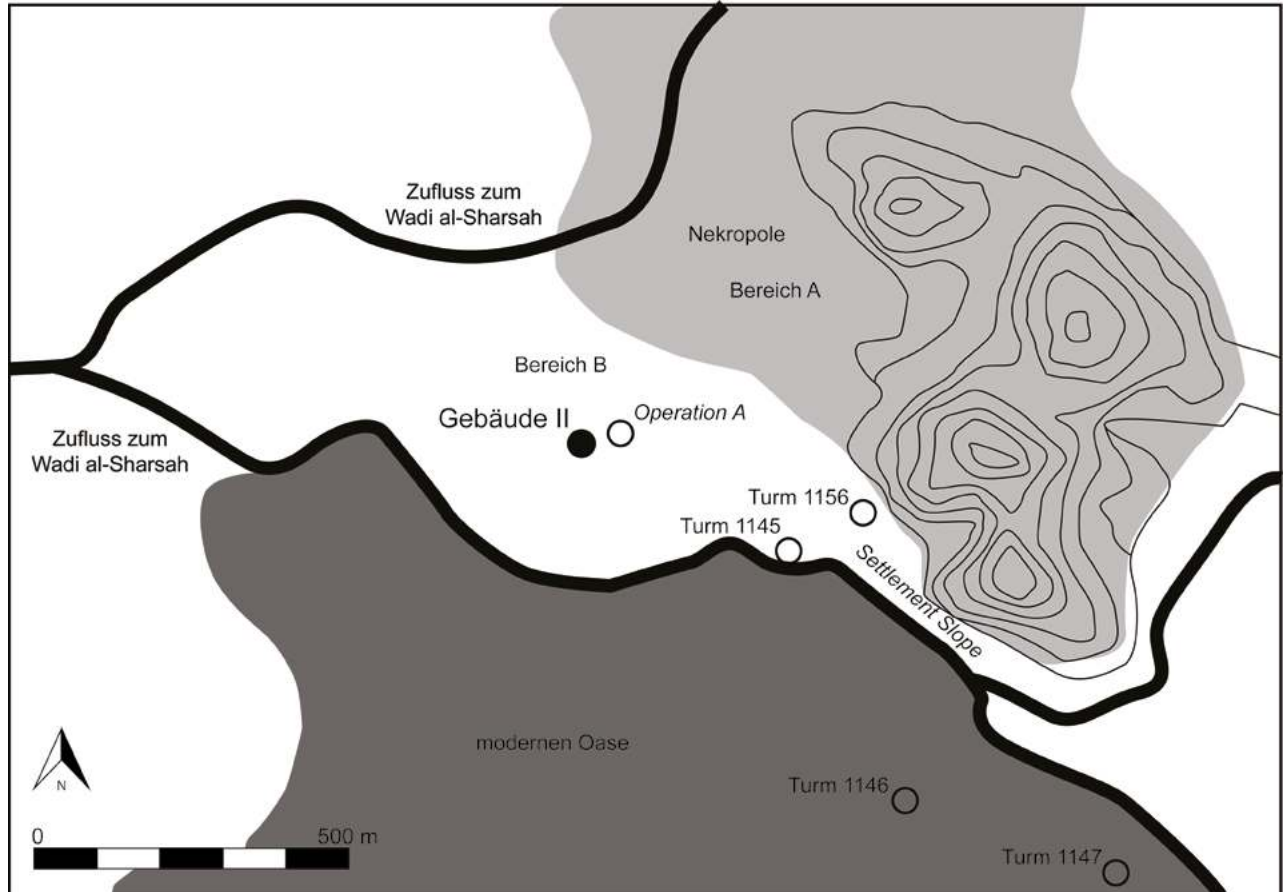 Zufluss zum
Wadi al-Sharsah
Nekropole
Bereich A
Bereich B
Gebäude II
Operation A
Zufluss zum
Wadi al-Sharsah
Turm 1156
Turm 1145
Settlement Slope
modernen Oase
N
Turm 1146
0 500 m
Turm 1147